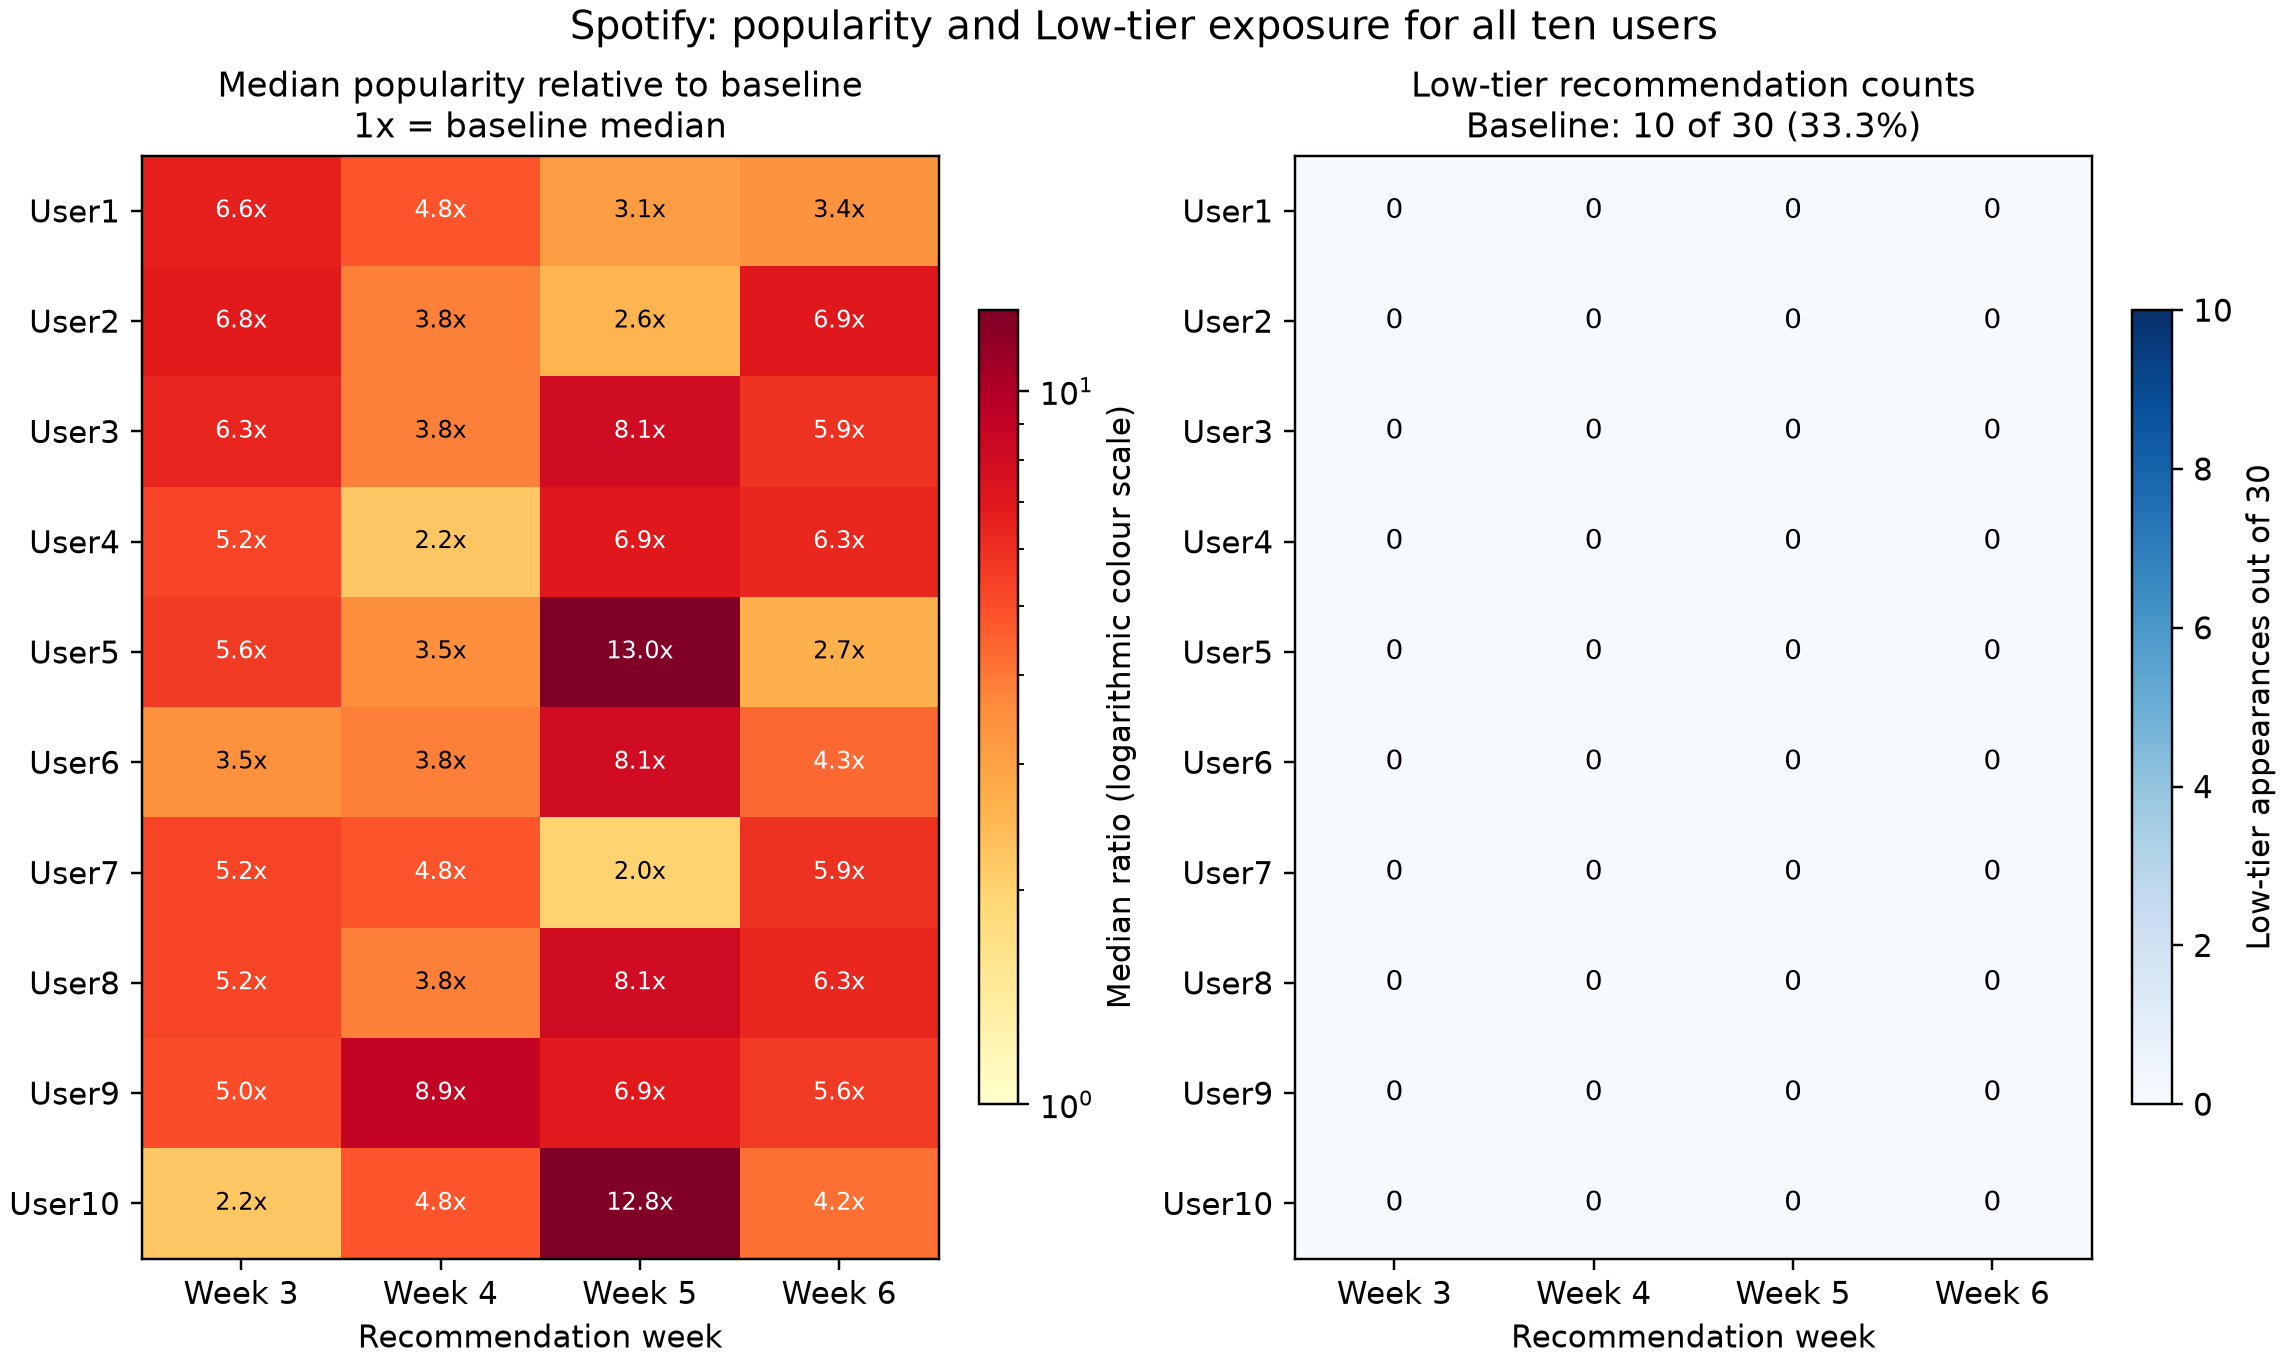 Spotify: popularity and Low-tier exposure for all ten users
Median popularity relative to baseline
1x = baseline median
User1 6.6x 4.8x 3.1x 3.4x
User2 6.8x 3.8x 2.6x 6.9x
User3 6.3x 3.8x 8.1x 5.9x
User4 5.2x 2.2x 6.9x 6.3x
User5 5.6x 3.5x 13.0x 2.7x
User6 3.5x 3.8x 8.1x 4.3x
User7 5.2x 4.8x 2.0x 5.9x
User8 5.2x 3.8x 8.1x 6.3x
User9 5.0x 8.9x 6.9x 5.6x
User10 2.2x 4.8x 12.8x 4.2x
Week 3 Week 4 Week 5 Week 6
Recommendation week
10¹
10⁰
Median ratio (logarithmic colour scale)
Low-tier recommendation counts
Baseline: 10 of 30 (33.3%)
User1 0 0 0 0
User2 0 0 0 0
User3 0 0 0 0
User4 0 0 0 0
User5 0 0 0 0
User6 0 0 0 0
User7 0 0 0 0
User8 0 0 0 0
User9 0 0 0 0
User10 0 0 0 0
Week 3 Week 4 Week 5 Week 6
Recommendation week
10
8
6
4
2
0
Low-tier appearances out of 30